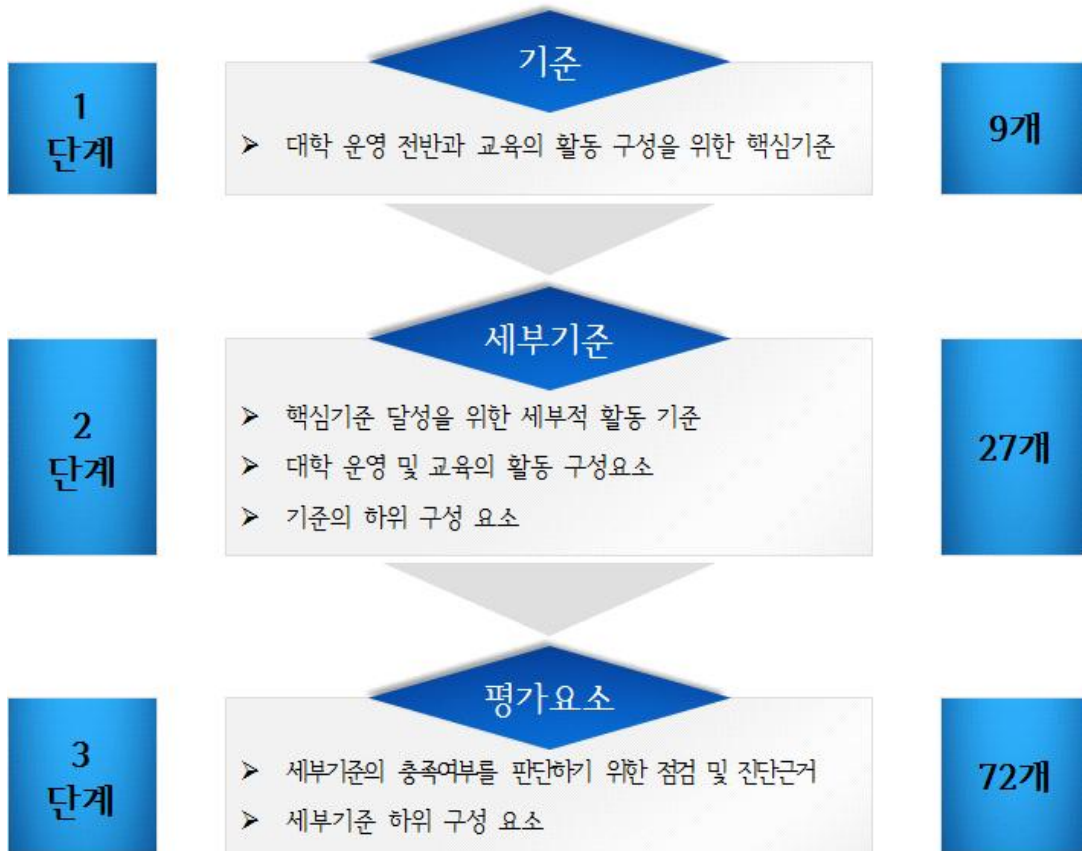 기준
1
단계
➢ 대학 운영 전반과 교육의 활동 구성을 위한 핵심기준
9개
세부기준
2
단계
➢ 핵심기준 달성을 위한 세부적 활동 기준
➢ 대학 운영 및 교육의 활동 구성요소
➢ 기준의 하위 구성 요소
27개
평가요소
3
단계
➢ 세부기준의 충족여부를 판단하기 위한 점검 및 진단근거
➢ 세부기준 하위 구성 요소
72개